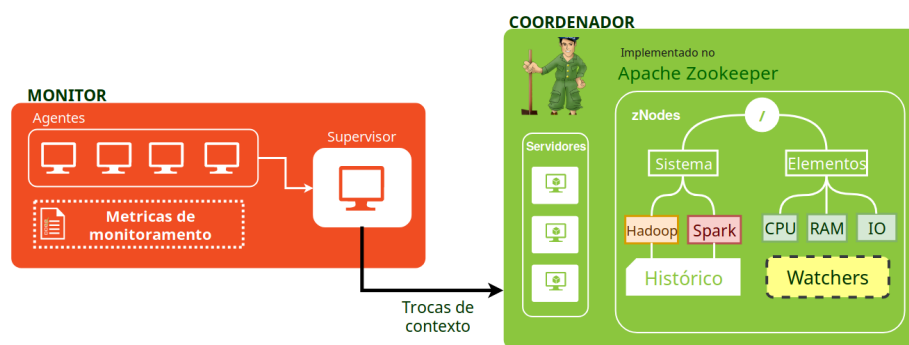 MONITOR
Agentes
Supervisor
Metricas de
monitoramento
Trocas de
contexto
COORDENADOR
Implementado no
Apache Zookeeper
Servidores
zNodes
/
Sistema
Elementos
Hadoop
Spark
CPU
RAM
IO
Histórico
Watchers